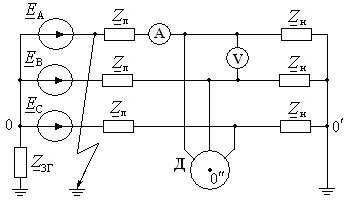 E_A Z_л A Z_н
E_B Z_л V Z_н
E_C Z_л Z_н
0 0'
Z_ЗГ Д 0''